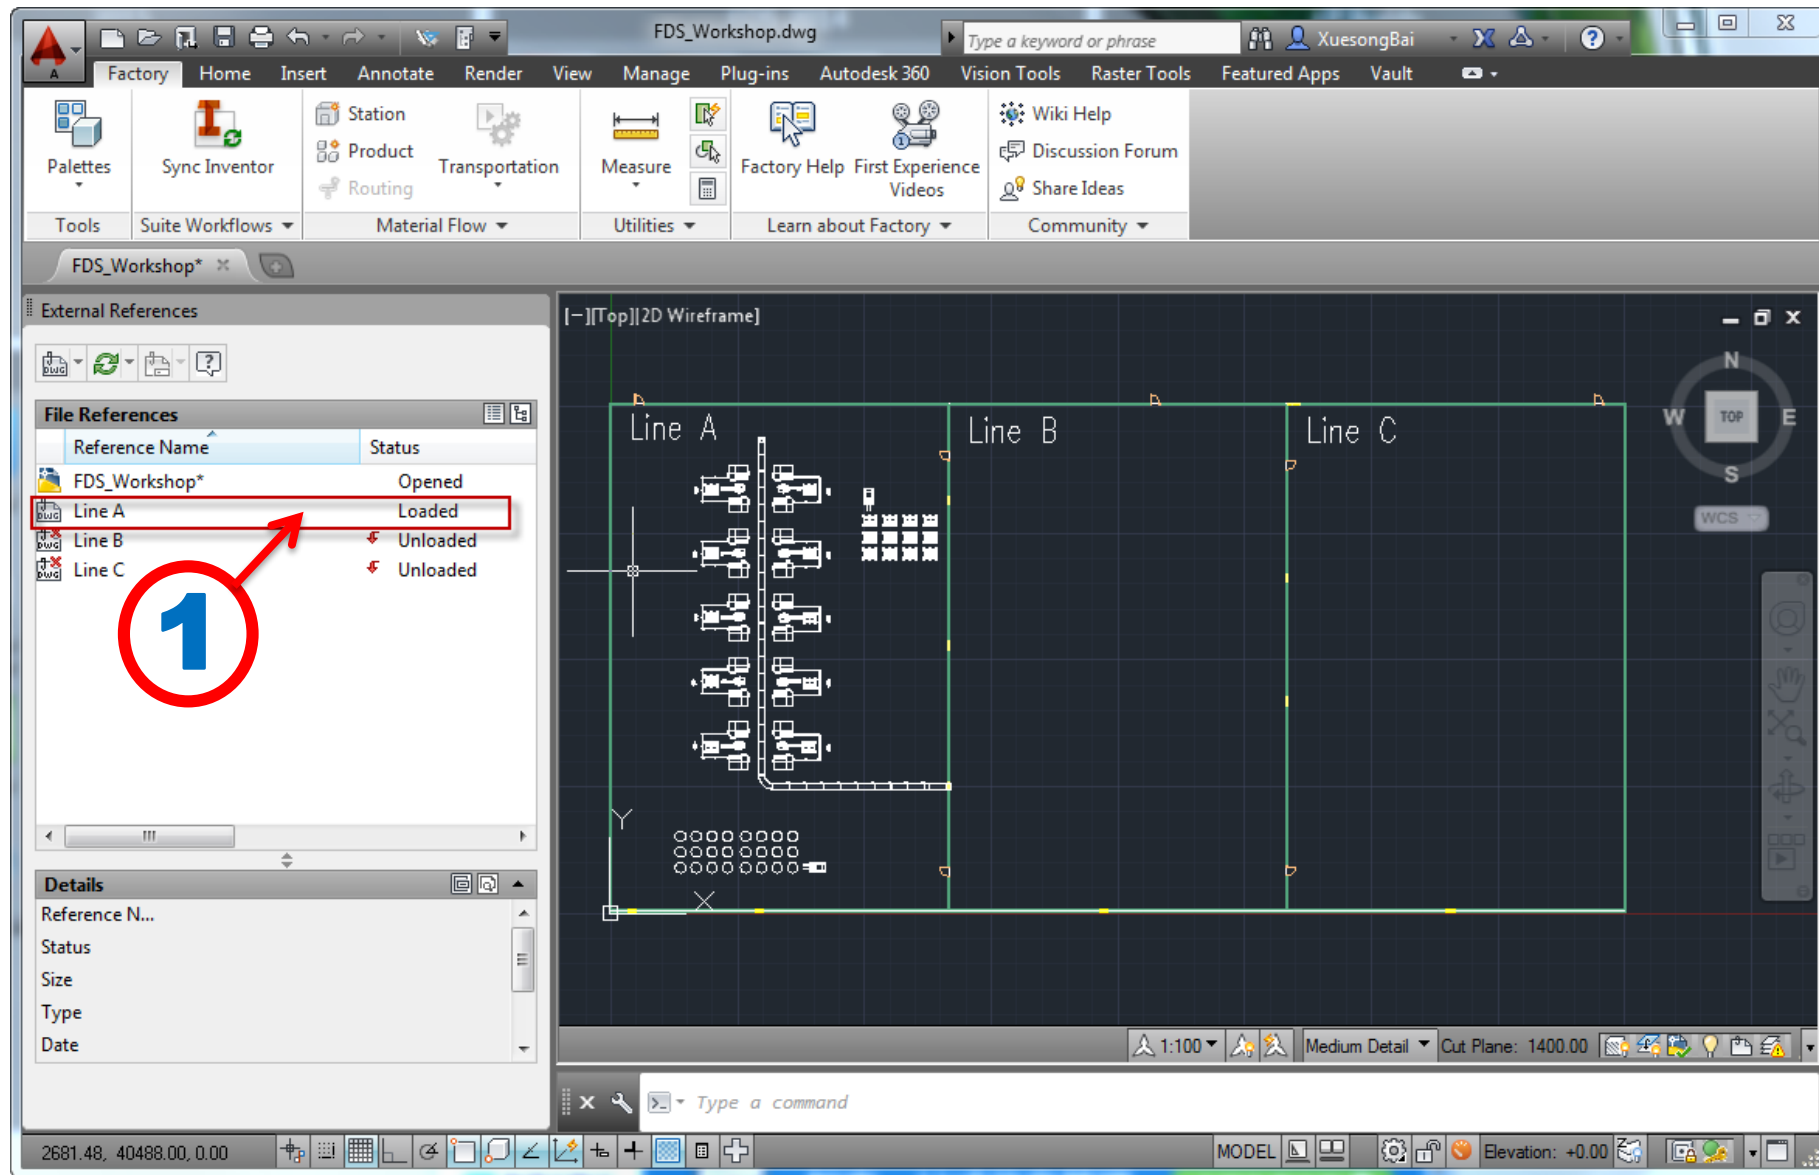 FDS_Workshop.dwg
Type a keyword or phrase
XuesongBai
A
Factory Home Insert Annotate Render View Manage Plug-ins Autodesk 360 Vision Tools Raster Tools Featured Apps Vault
Palettes
Sync Inventor
Station
Product
Routing
Transportation
Measure
Factory Help
First Experience
Videos
Wiki Help
Discussion Forum
Share Ideas
Tools
Suite Workflows
Material Flow
Utilities
Learn about Factory
Community
FDS_Workshop*
External References
DWG
File References
Reference Name Status
FDS_Workshop* Opened
Line A Loaded
Line B Unloaded
Line C Unloaded
1
Details
Reference N...
Status
Size
Type
Date
[−][Top][2D Wireframe]
Line A
Line B
Line C
N
W TOP E
S
WCS
Y
X
1:100
Medium Detail
Cut Plane: 1400.00
Type a command
2681.48, 40488.00, 0.00
MODEL
Elevation: +0.00